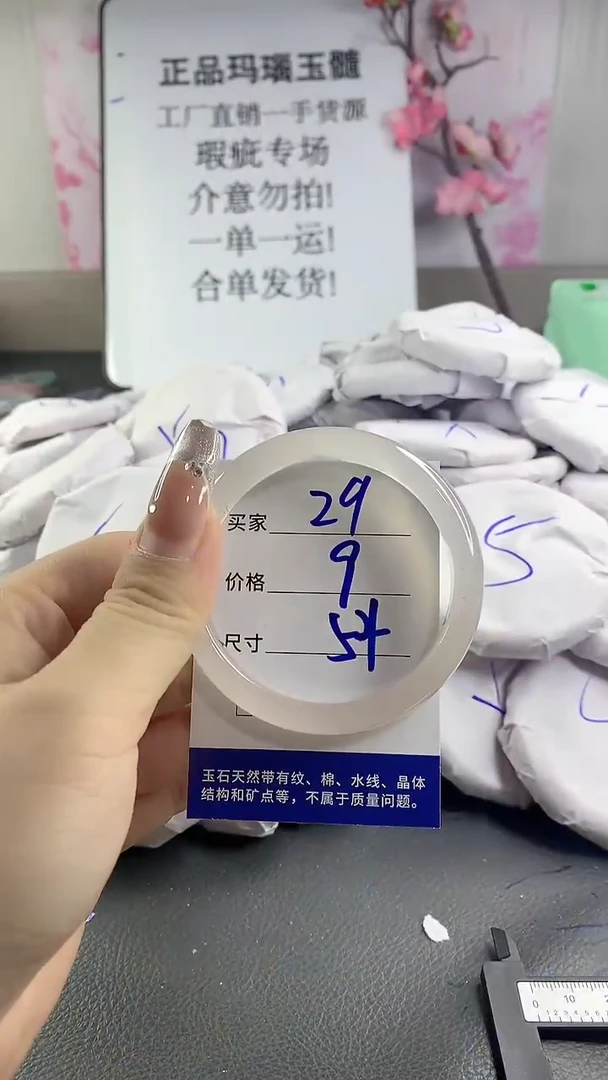 正品玛瑙玉髓
工厂直销一手货源
瑕疵专场
介意勿拍!
一单一运!
合单发货!
买家 29
价格 9
尺寸 54
玉石天然带有纹、棉、水线、晶体
结构和矿点等，不属于质量问题。
5
0 10